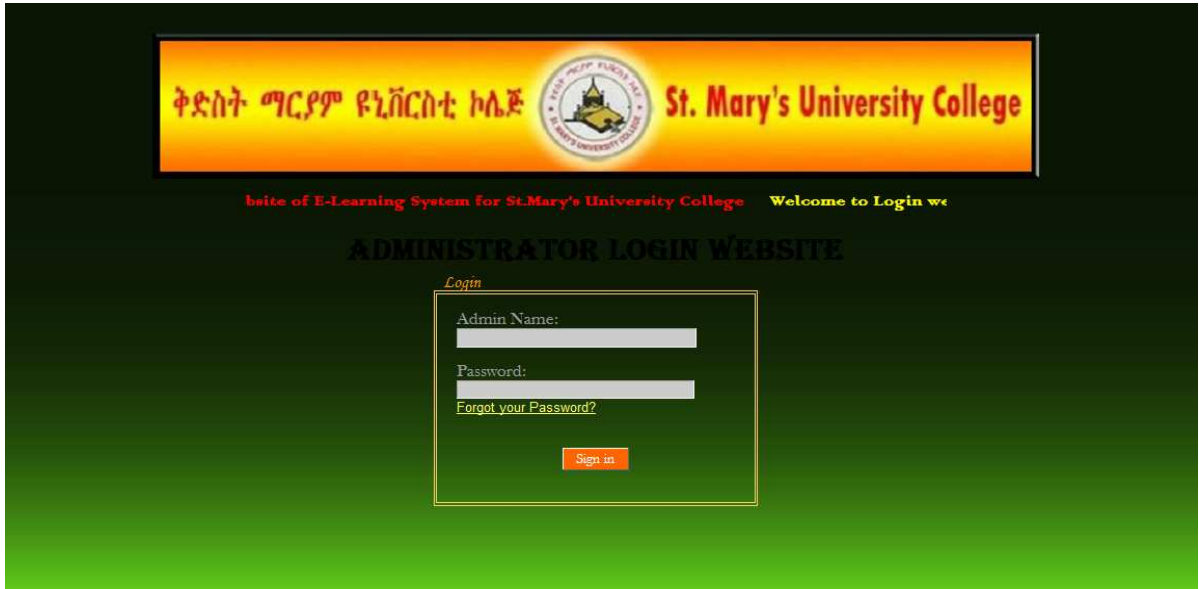 ቅድስት ማርያም ዩኒቨርስቲ ኮሌጅ St. Mary's University College
bsite of E-Learning System for St.Mary's University College Welcome to Login we
ADMINISTRATOR LOGIN WEBSITE
Login
Admin Name:
Password:
Forgot your Password?
Sign in